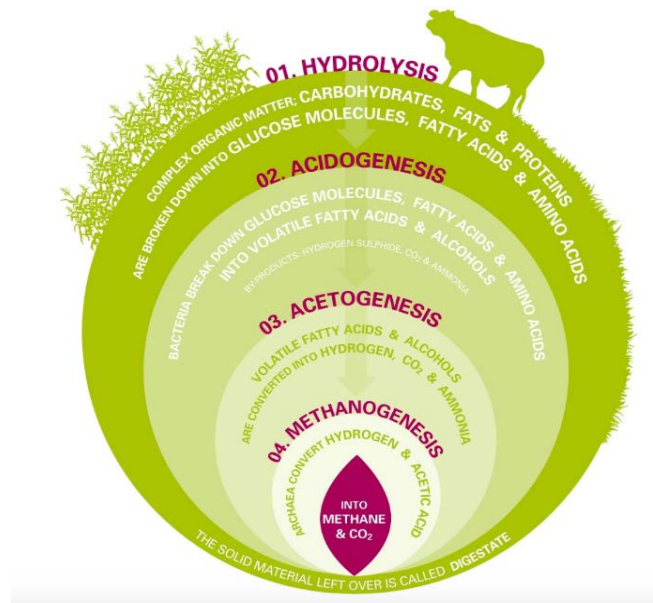 01. HYDROLYSIS
COMPLEX ORGANIC MATTER, CARBOHYDRATES, FATS & PROTEINS
ARE BROKEN DOWN INTO GLUCOSE MOLECULES, FATTY ACIDS & AMINO ACIDS
02. ACIDOGENESIS
BACTERIA BREAK DOWN GLUCOSE MOLECULES, FATTY ACIDS & AMINO ACIDS
INTO VOLATILE FATTY ACIDS & ALCOHOLS
BY-PRODUCTS: HYDROGEN SULPHIDE, CO₂ & AMMONIA
03. ACETOGENESIS
VOLATILE FATTY ACIDS & ALCOHOLS
ARE CONVERTED INTO HYDROGEN, CO₂ & AMMONIA
04. METHANOGENESIS
ARCHAEA CONVERT HYDROGEN & ACETIC ACID
INTO
METHANE
& CO₂
THE SOLID MATERIAL LEFT OVER IS CALLED DIGESTATE